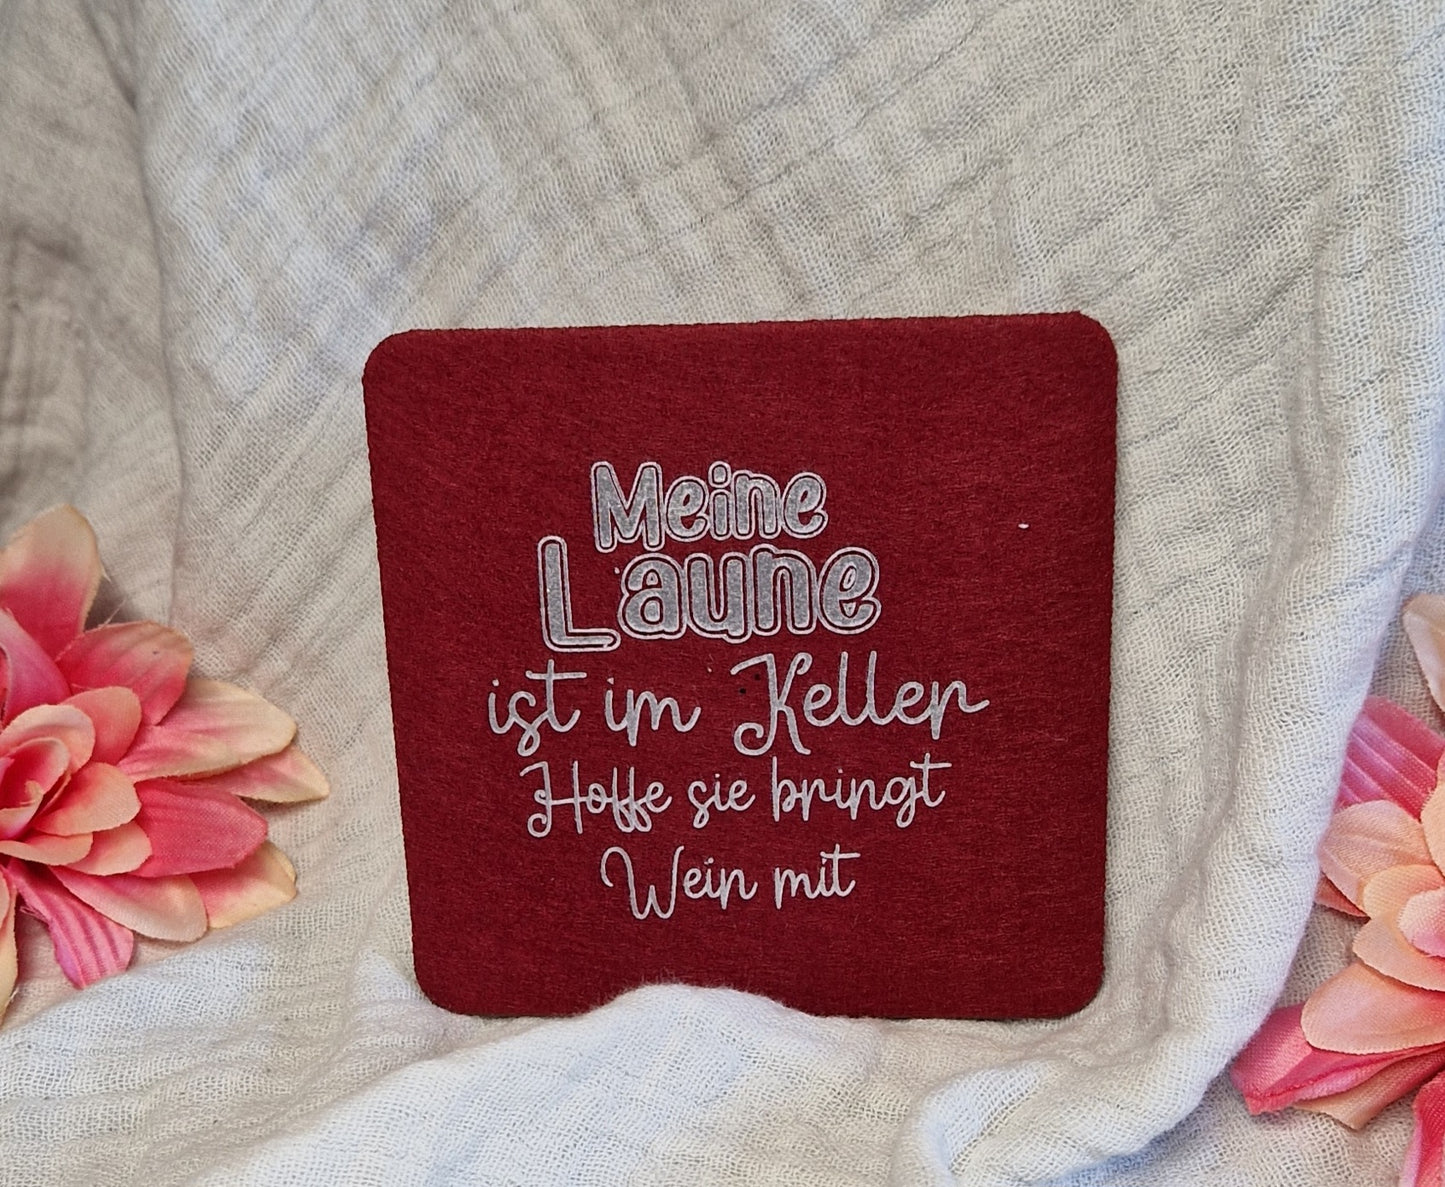 Meine
Laune
ist im Keller
Hoffe sie bringt
Wein mit